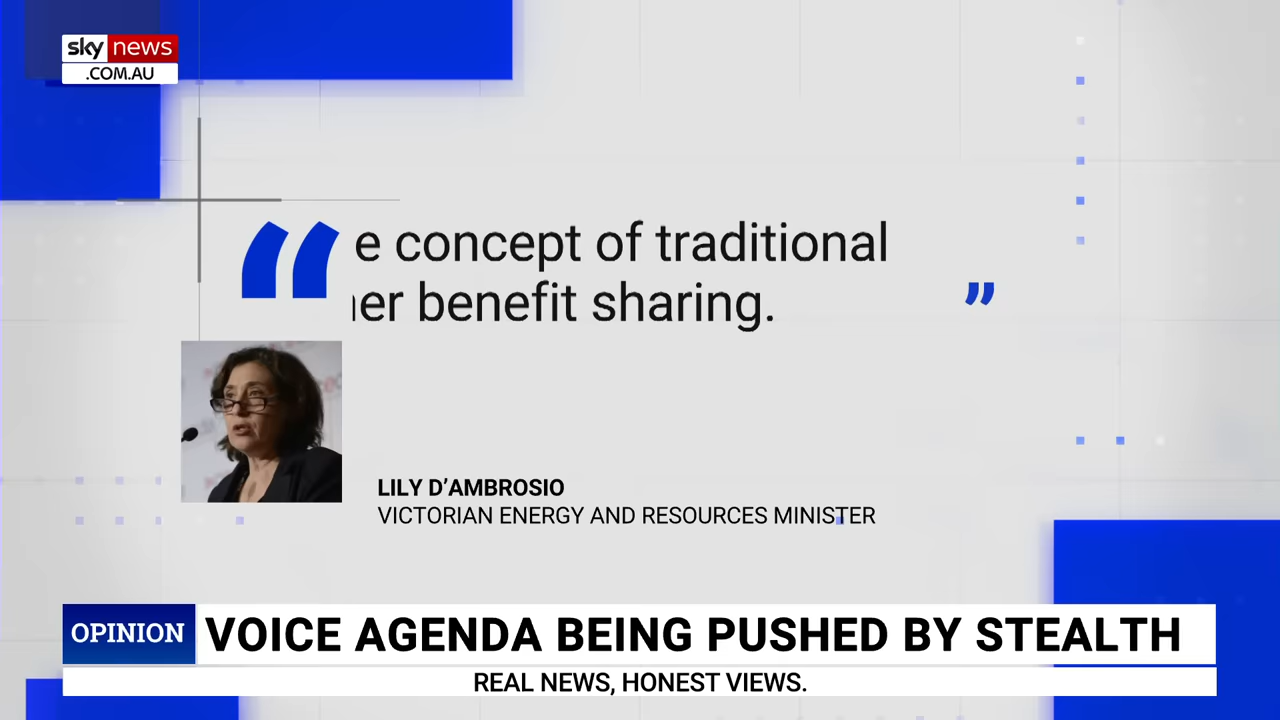 sky news
.COM.AU
“ e concept of traditional
er benefit sharing. ”
LILY D’AMBROSIO
VICTORIAN ENERGY AND RESOURCES MINISTER
OPINION VOICE AGENDA BEING PUSHED BY STEALTH
REAL NEWS, HONEST VIEWS.